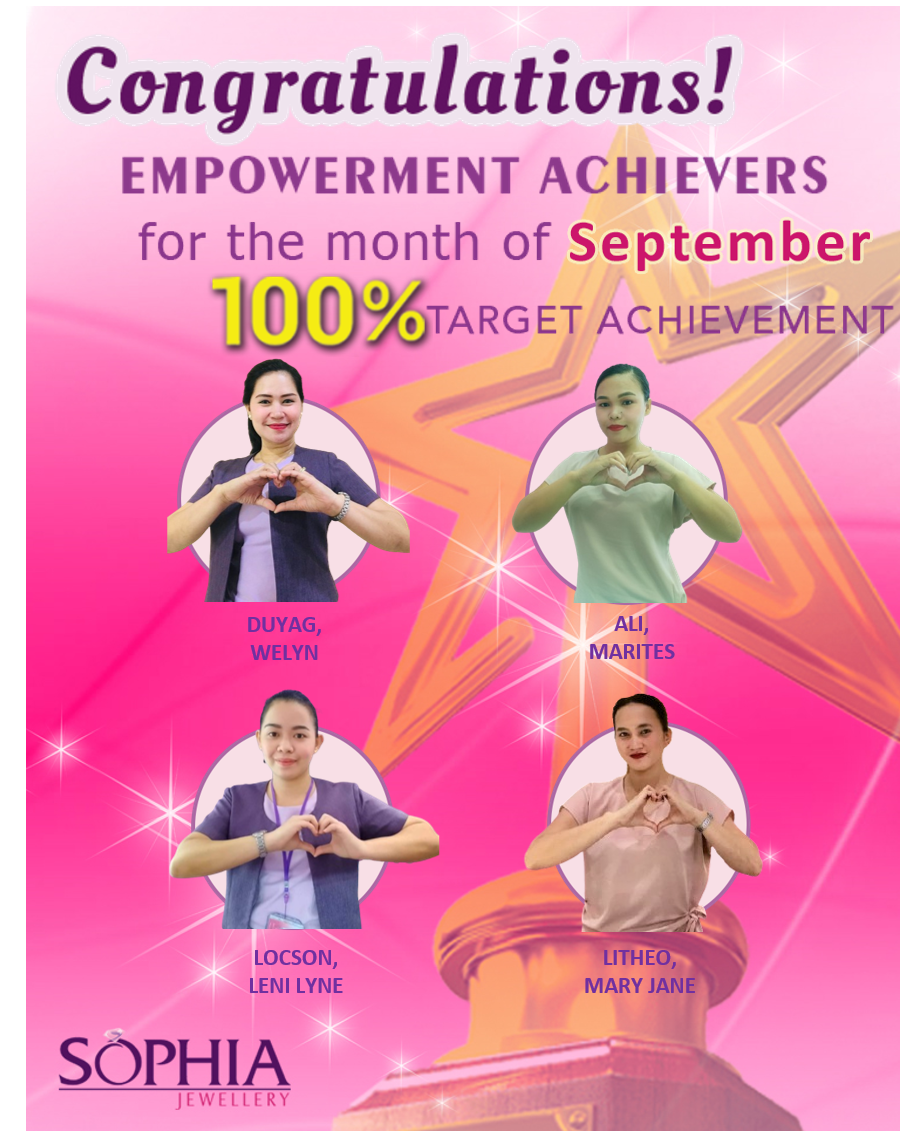 Congratulations!
EMPOWERMENT ACHIEVERS
for the month of September
100% TARGET ACHIEVEMENT
DUYAG,
WELYN
ALI,
MARITES
LOCSON,
LENI LYNE
LITHEO,
MARY JANE
SOPHIA
JEWELLERY